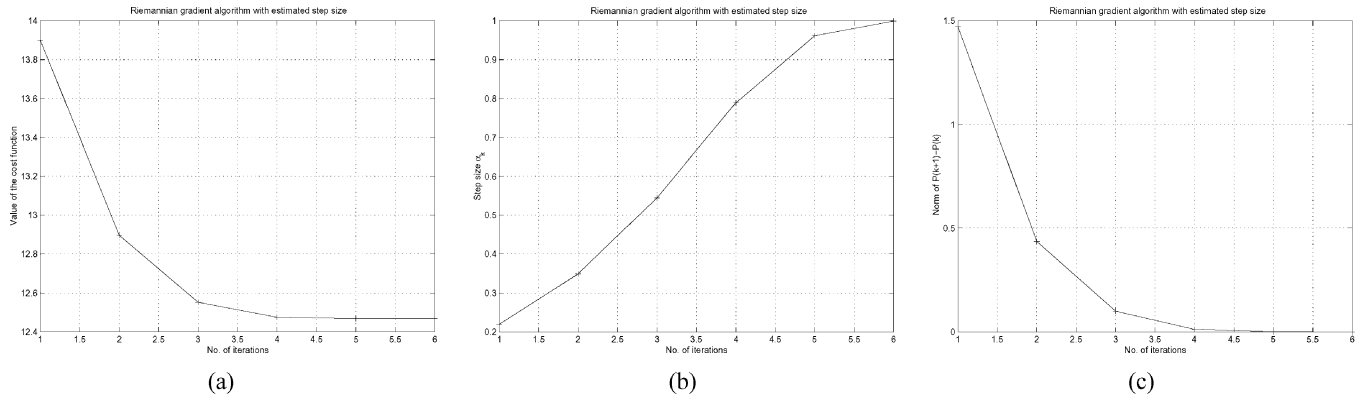 Riemannian gradient algorithm with estimated step size
14
13.8
13.6
13.4
13.2
13
12.8
12.6
12.4
Value of the cost function
1 1.5 2 2.5 3 3.5 4 4.5 5 5.5 6
No. of iterations
(a)
Riemannian gradient algorithm with estimated step size
1
0.9
0.8
0.7
0.6
0.5
0.4
0.3
0.2
Step size αk
1 1.5 2 2.5 3 3.5 4 4.5 5 5.5 6
No. of iterations
(b)
Riemannian gradient algorithm with estimated step size
1.5
1
0.5
0
Norm of P(k+1)−P(k)
1 1.5 2 2.5 3 3.5 4 4.5 5 5.5 6
No. of iterations
(c)